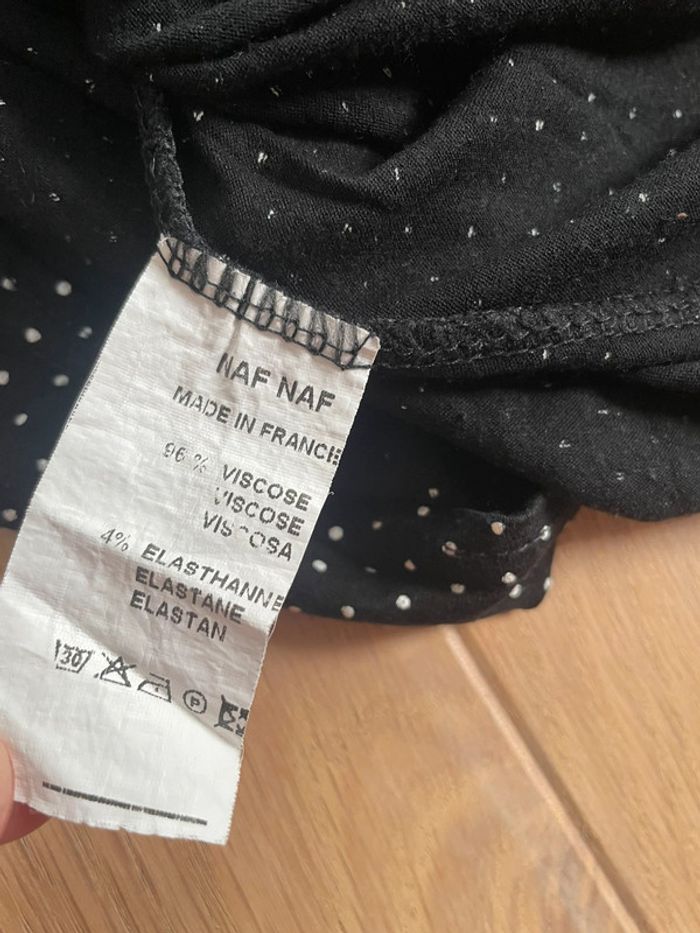 NAF NAF
MADE IN FRANCE
96% VISCOSE
VISCOSE
VISCOSA
4% ELASTHANNE
ELASTANE
ELASTAN
30 P